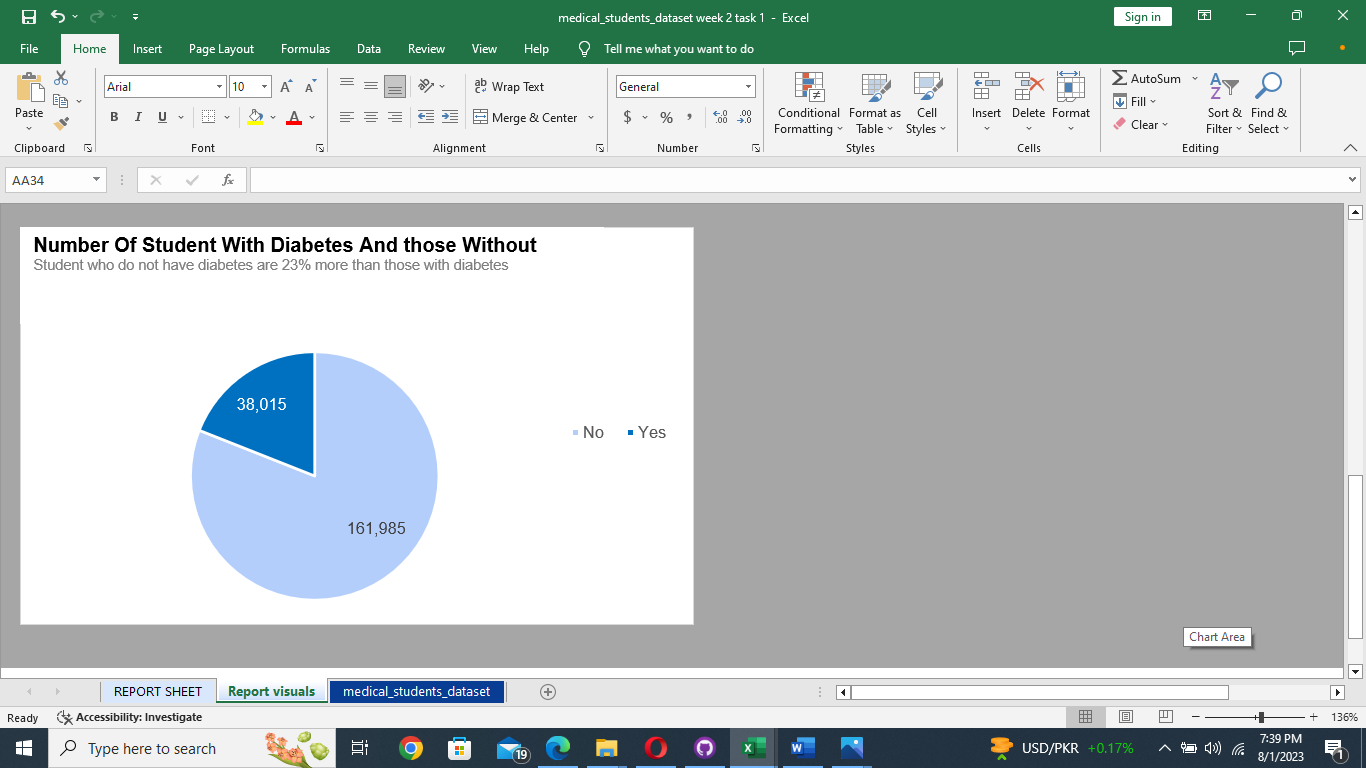 medical_students_dataset week 2 task 1 - Excel
Sign in
File Home Insert Page Layout Formulas Data Review View Help Tell me what you want to do
Paste
Clipboard
Arial 10
B I U
Font
Wrap Text
Merge & Center
Alignment
General
$ % ,
Number
Conditional Formatting
Format as Table
Cell Styles
Styles
Insert Delete Format
Cells
AutoSum
Fill
Clear
Sort & Filter
Find & Select
Editing
AA34
fx
Number Of Student With Diabetes And those Without
Student who do not have diabetes are 23% more than those with diabetes
38,015
161,985
No Yes
Chart Area
REPORT SHEET Report visuals medical_students_dataset
Ready Accessibility: Investigate
136%
Type here to search
19
USD/PKR +0.17%
7:39 PM
8/1/2023
1